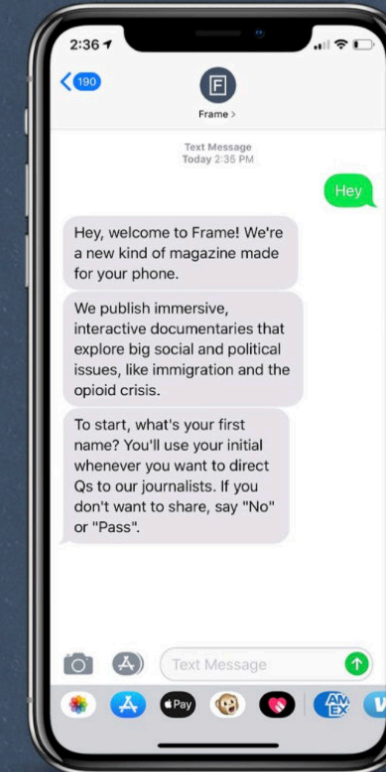 2:36
190
F
Frame >
Text Message
Today 2:35 PM
Hey
Hey, welcome to Frame! We're
a new kind of magazine made
for your phone.
We publish immersive,
interactive documentaries that
explore big social and political
issues, like immigration and the
opioid crisis.
To start, what's your first
name? You'll use your initial
whenever you want to direct
Qs to our journalists. If you
don't want to share, say "No"
or "Pass".
Text Message
Pay
AM
EX
V